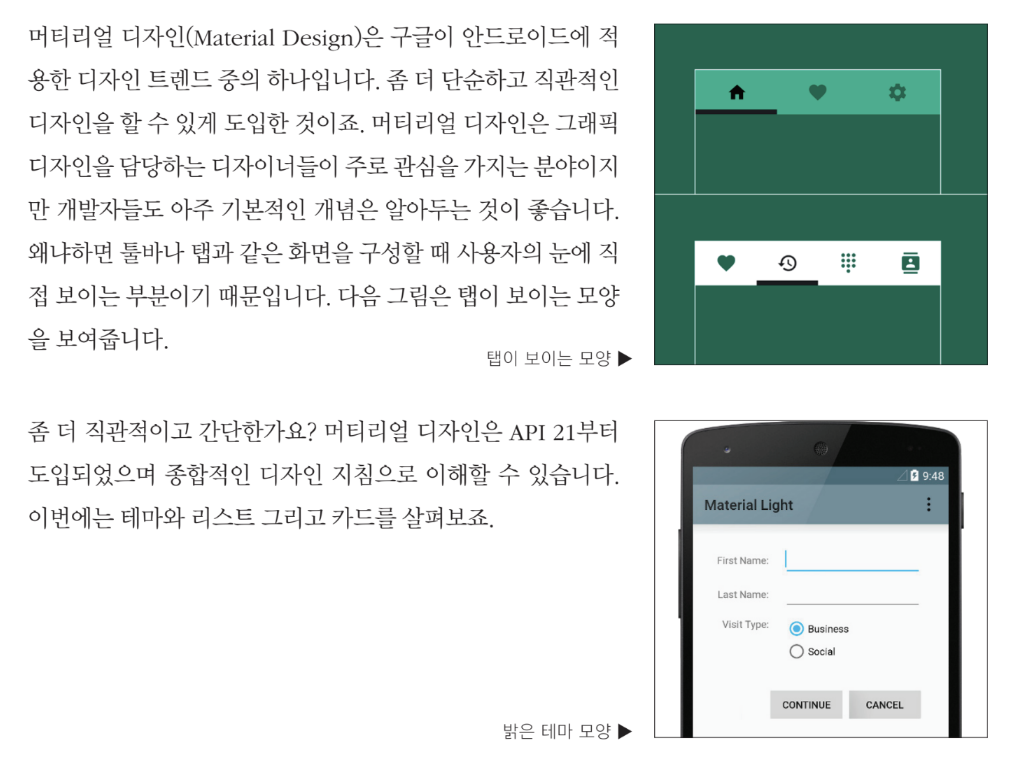 머티리얼 디자인(Material Design)은 구글이 안드로이드에 적
용한 디자인 트렌드 중의 하나입니다. 좀 더 단순하고 직관적인
디자인을 할 수 있게 도입한 것이죠. 머티리얼 디자인은 그래픽
디자인을 담당하는 디자이너들이 주로 관심을 가지는 분야이지
만 개발자들도 아주 기본적인 개념은 알아두는 것이 좋습니다.
왜냐하면 툴바나 탭과 같은 화면을 구성할 때 사용자의 눈에 직
접 보이는 부분이기 때문입니다. 다음 그림은 탭이 보이는 모양
을 보여줍니다.
탭이 보이는 모양 ▶
좀 더 직관적이고 간단한가요? 머티리얼 디자인은 API 21부터
도입되었으며 종합적인 디자인 지침으로 이해할 수 있습니다.
이번에는 테마와 리스트 그리고 카드를 살펴보죠.
9:48
Material Light
First Name:
Last Name:
Visit Type:
Business
Social
CONTINUE
CANCEL
밝은 테마 모양 ▶